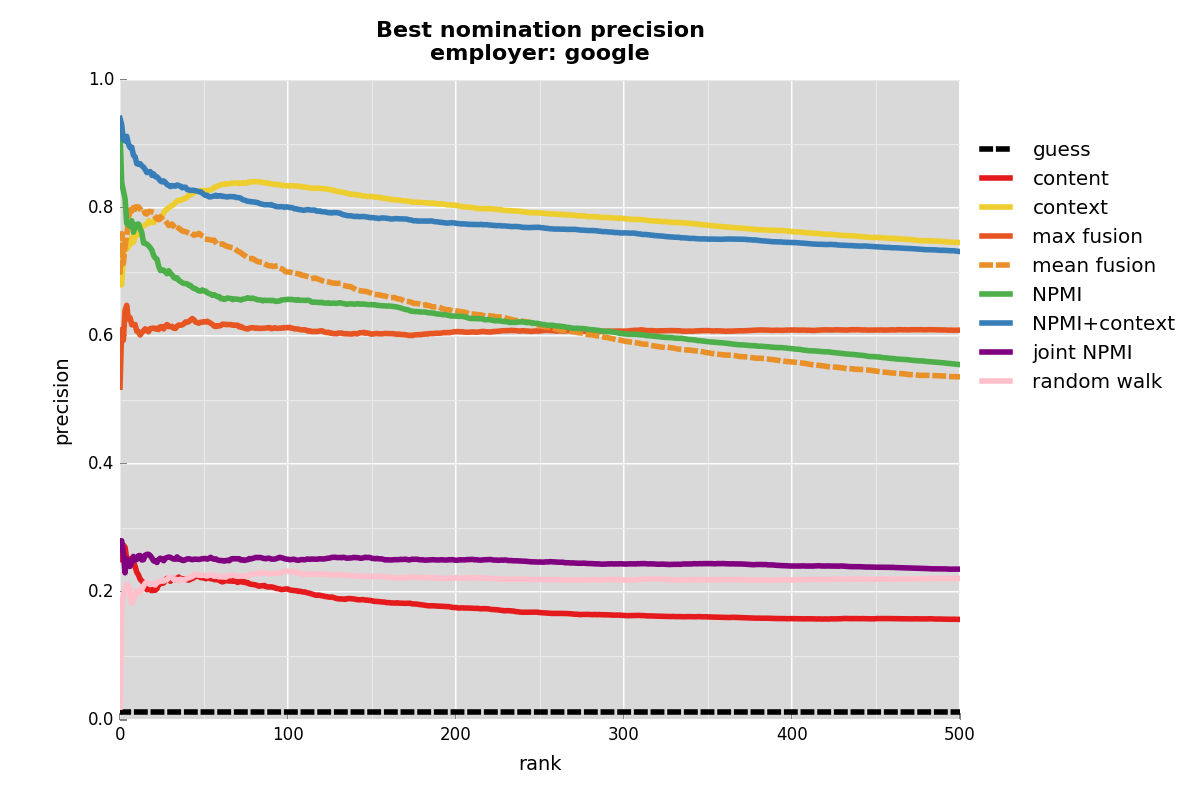 Best nomination precision
employer: google
precision
1.0
0.8
0.6
0.4
0.2
0.0
0 100 200 300 400 500
rank
guess
content
context
max fusion
mean fusion
NPMI
NPMI+context
joint NPMI
random walk